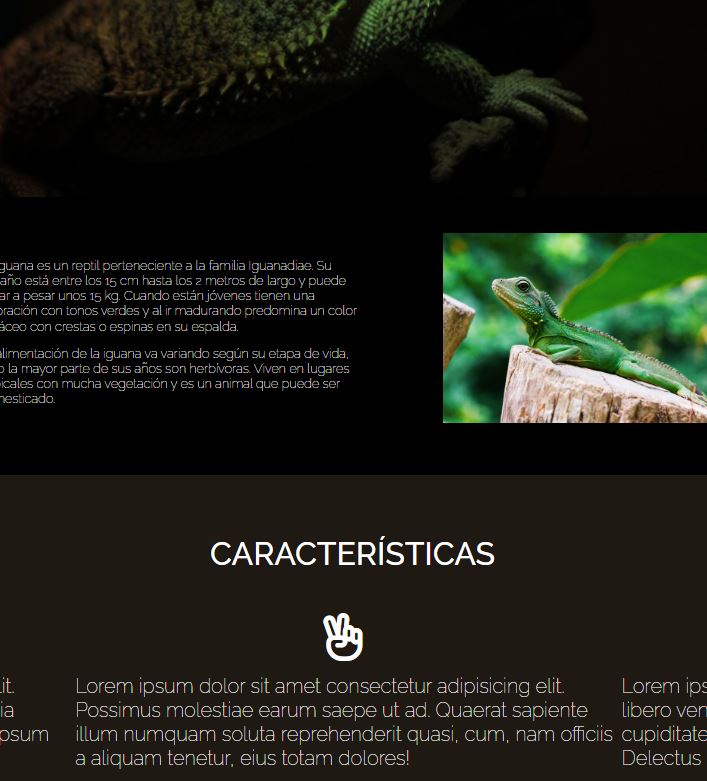 guana es un reptil perteneciente a la familia Iguanadiae. Su
año está entre los 15 cm hasta los 2 metros de largo y puede
ar a pesar unos 15 kg. Cuando están jóvenes tienen una
oración con tonos verdes y al ir madurando predomina un color
áceo con crestas o espinas en su espalda.
alimentación de la iguana va variando según su etapa de vida,
o la mayor parte de sus años son herbívoras. Viven en lugares
picales con mucha vegetación y es un animal que puede ser
nesticado.
CARACTERÍSTICAS
lit.
ia
psum
Lorem ipsum dolor sit amet consectetur adipisicing elit.
Possimus molestiae earum saepe ut ad. Quaerat sapiente
illum numquam soluta reprehenderit quasi, cum, nam officiis
a aliquam tenetur, eius totam dolores!
Lorem ips
libero ven
cupiditate
Delectus